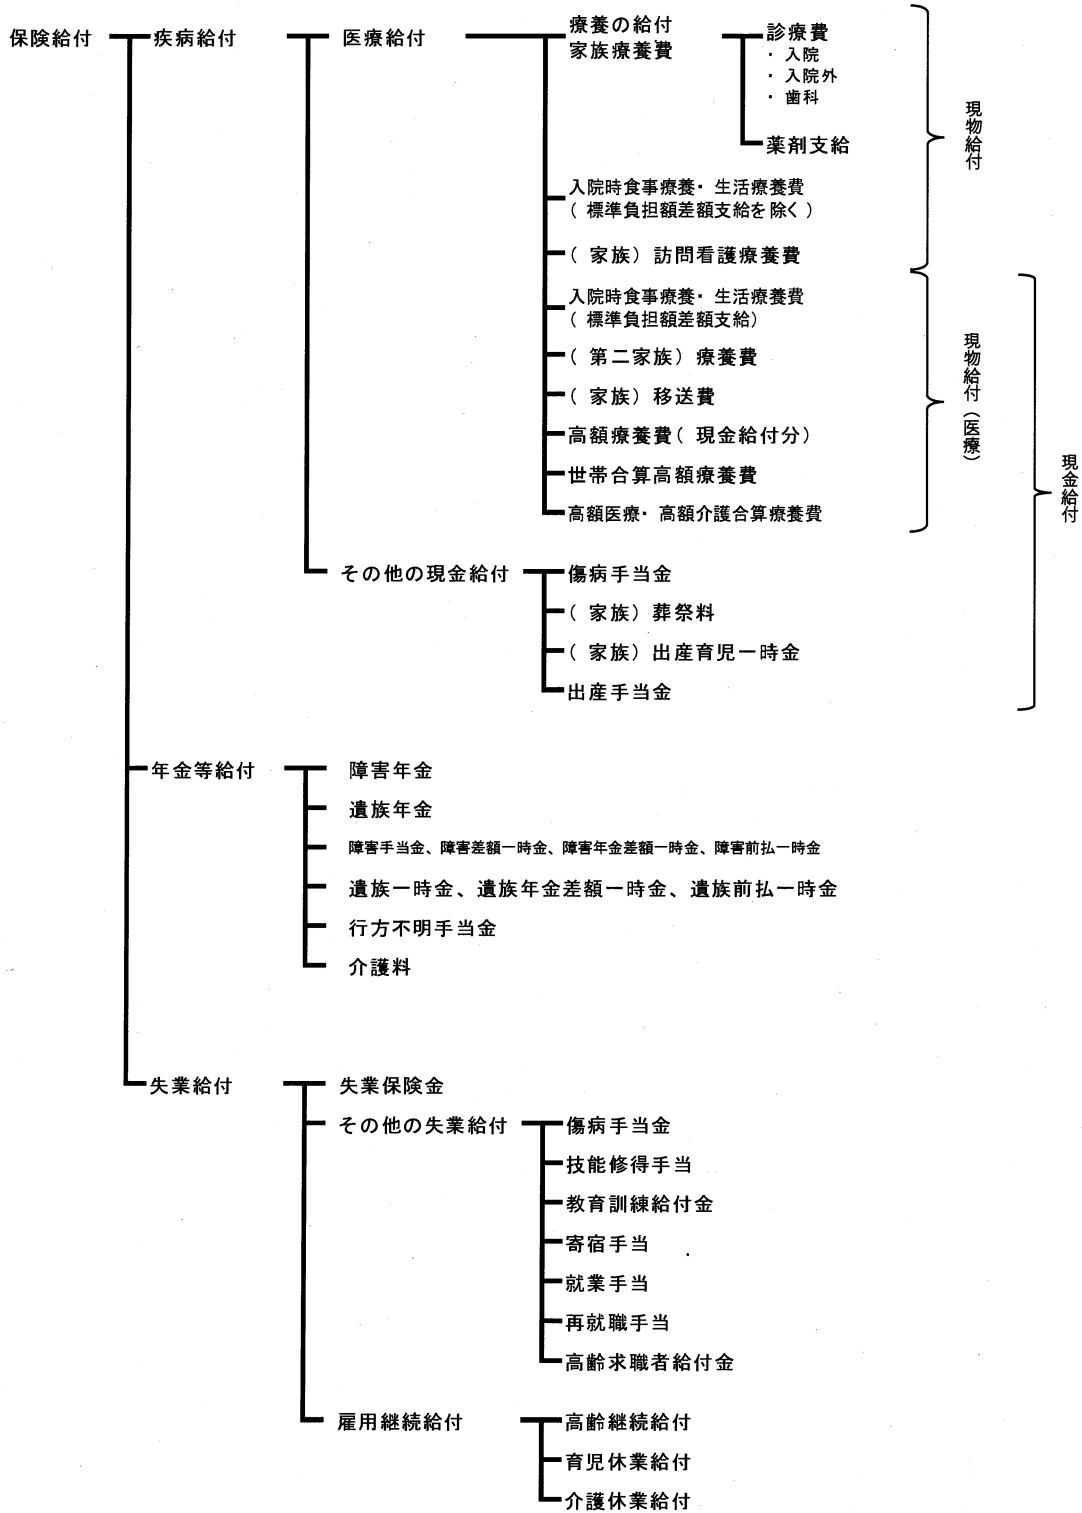 保険給付
疾病給付
医療給付
療養の給付
家族療養費
診療費
・入院
・入院外
・歯科
薬剤支給
入院時食事療養・生活療養費
(標準負担額差額支給を除く)
(家族)訪問看護療養費
現物給付
入院時食事療養・生活療養費
(標準負担額差額支給)
(第二家族)療養費
(家族)移送費
高額療養費(現金給付分)
世帯合算高額療養費
高額医療・高額介護合算療養費
現物給付(医療)
その他の現金給付
傷病手当金
(家族)葬祭料
(家族)出産育児一時金
出産手当金
現金給付
年金等給付
障害年金
遺族年金
障害手当金、障害差額一時金、障害年金差額一時金、障害前払一時金
遺族一時金、遺族年金差額一時金、遺族前払一時金
行方不明手当金
介護料
失業給付
失業保険金
その他の失業給付
傷病手当金
技能修得手当
教育訓練給付金
寄宿手当
就業手当
再就職手当
高齢求職者給付金
雇用継続給付
高齢継続給付
育児休業給付
介護休業給付